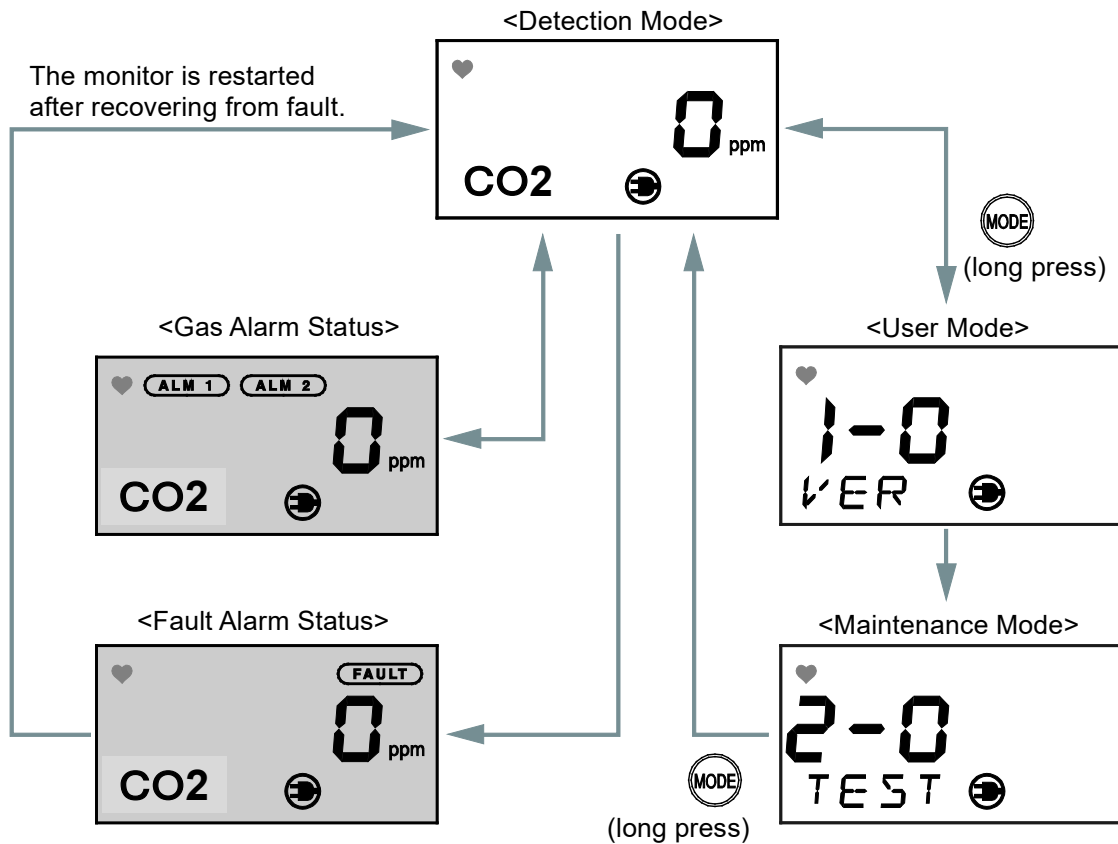 <Detection Mode>
The monitor is restarted
after recovering from fault.
0 ppm
CO2
MODE
(long press)
<Gas Alarm Status>
ALM 1 ALM 2
0 ppm
CO2
<User Mode>
1-0
VER
<Fault Alarm Status>
FAULT
0 ppm
CO2
<Maintenance Mode>
2-0
TEST
MODE
(long press)